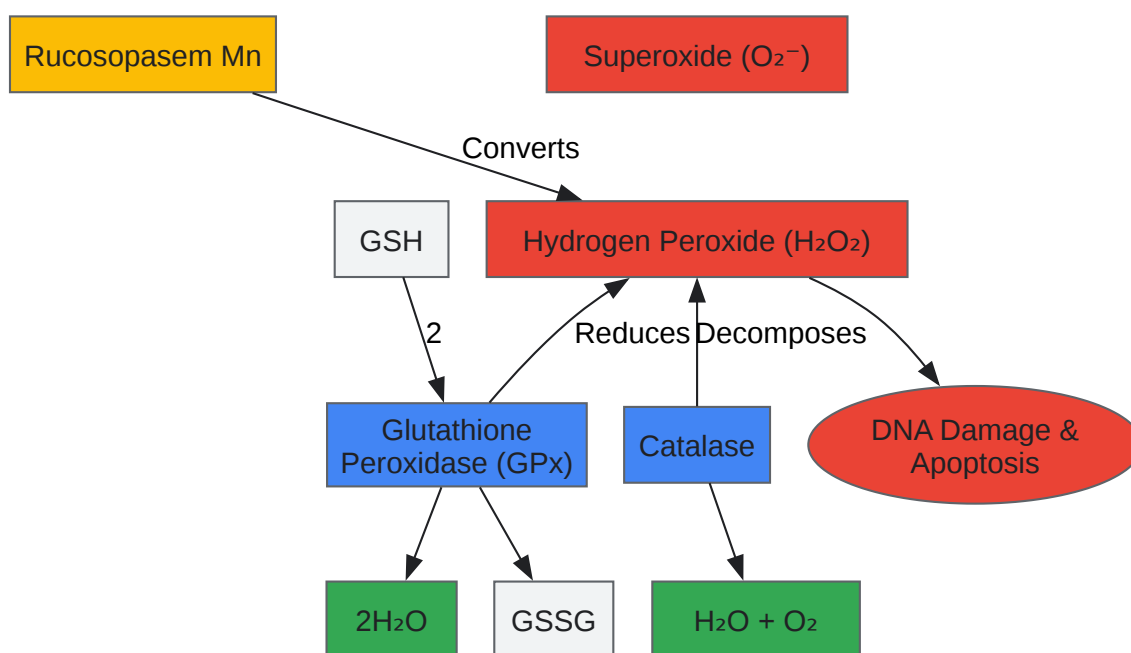 Rucosopasem Mn
Superoxide (O₂⁻)
Converts
GSH
Hydrogen Peroxide (H₂O₂)
2
Reduces
Decomposes
Glutathione
Peroxidase (GPx)
Catalase
DNA Damage &
Apoptosis
2H₂O
GSSG
H₂O + O₂